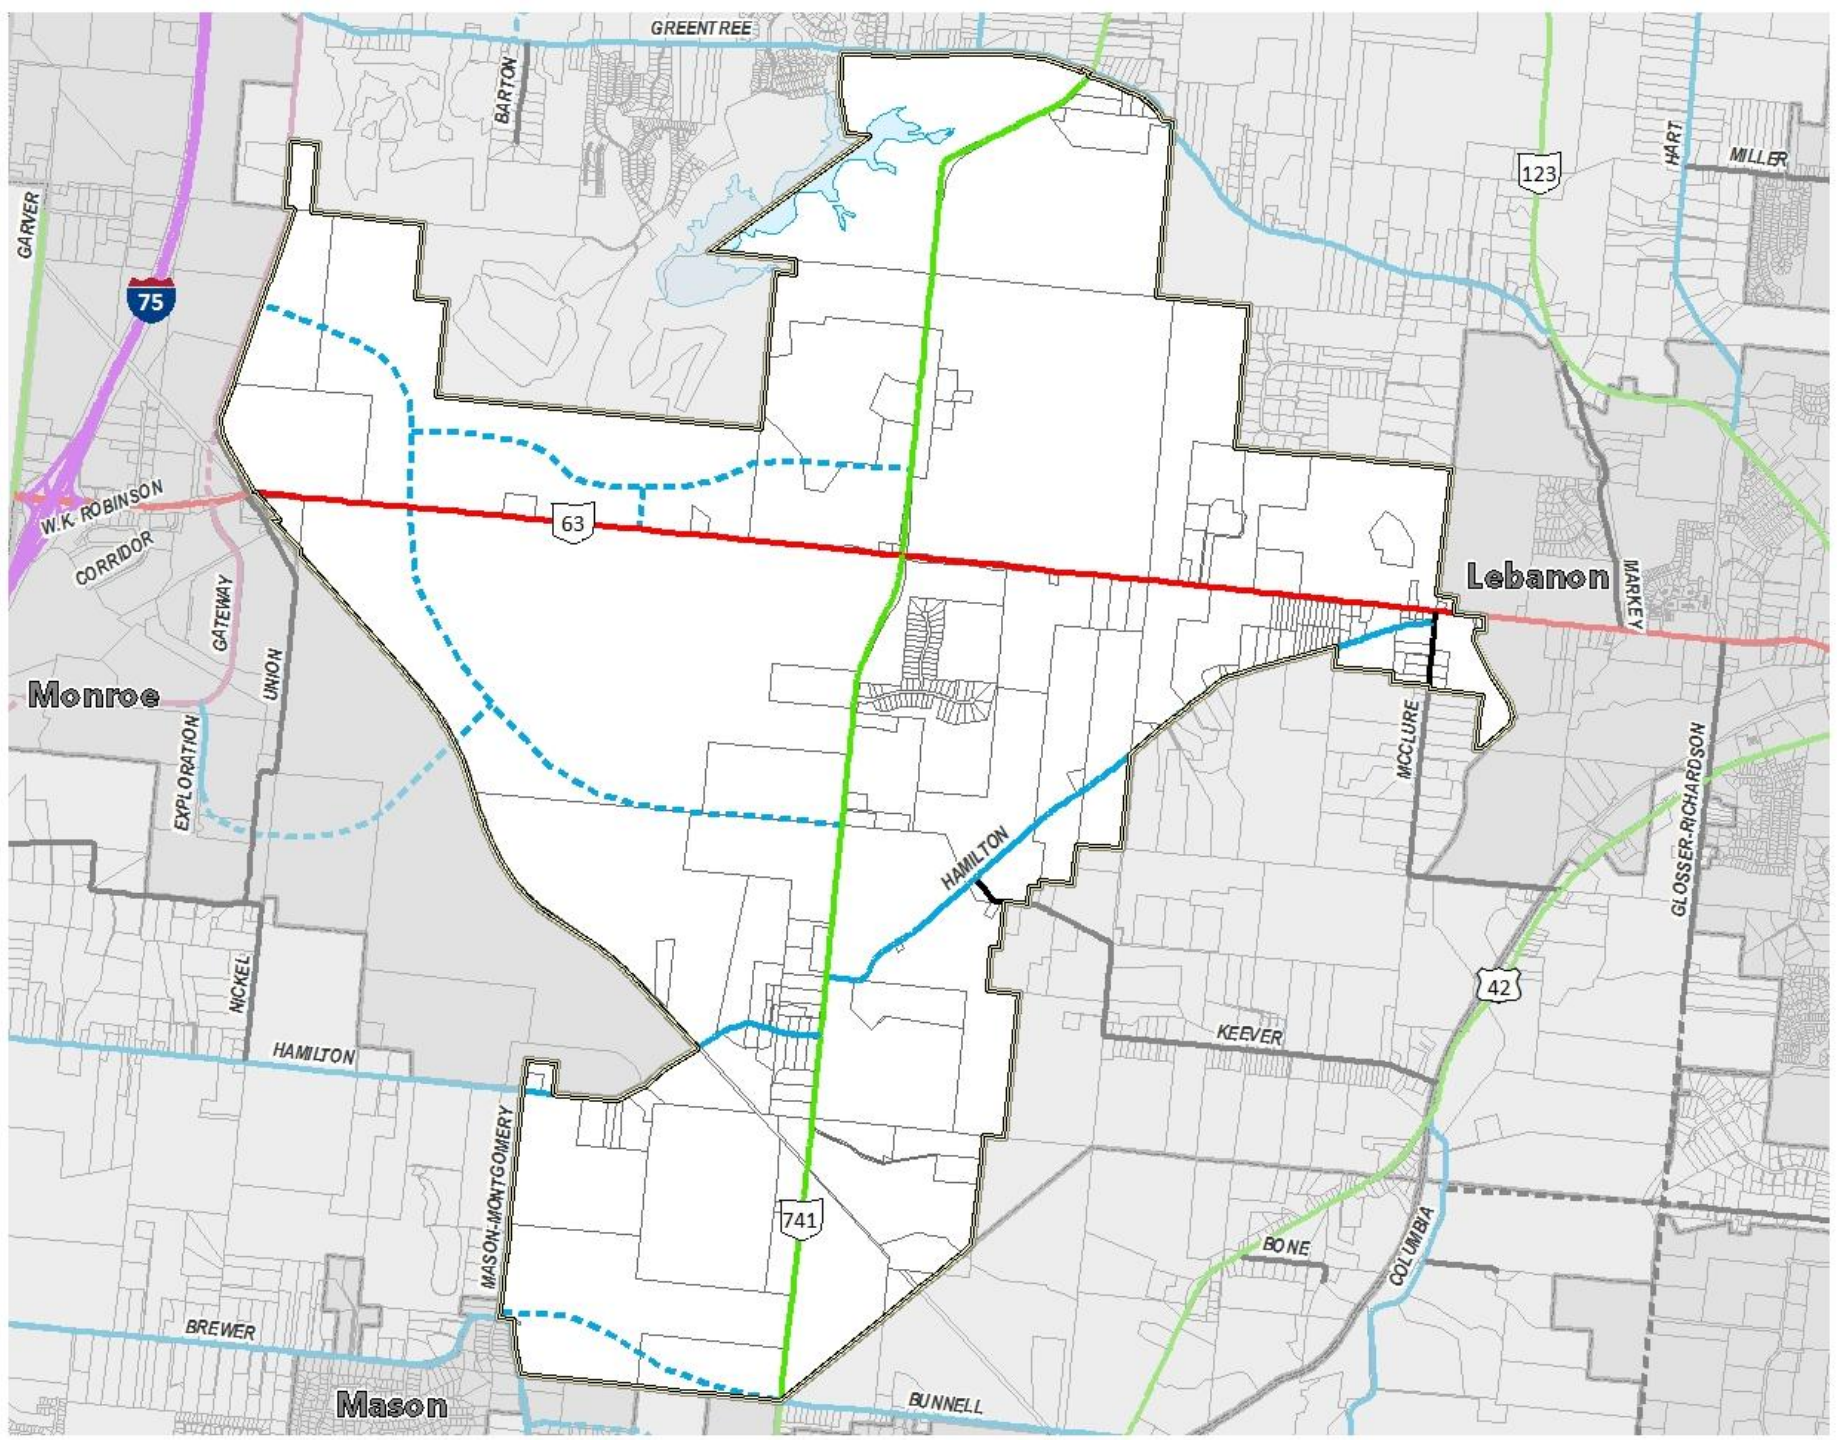 GREENTREE
BARTON
HART
MILLER
123
GARVER
75
W.K. ROBINSON
63
CORRIDOR
Lebanon
MARKEY
GATEWAY
UNION
Monroe
EXPLORATION
MCCLURE
GLOSSER-RICHARDSON
HAMILTON
NICKEL
42
KEEVER
HAMILTON
MASON-MONTGOMERY
741
BONE
COLUMBIA
BREWER
Mason
BUNNELL